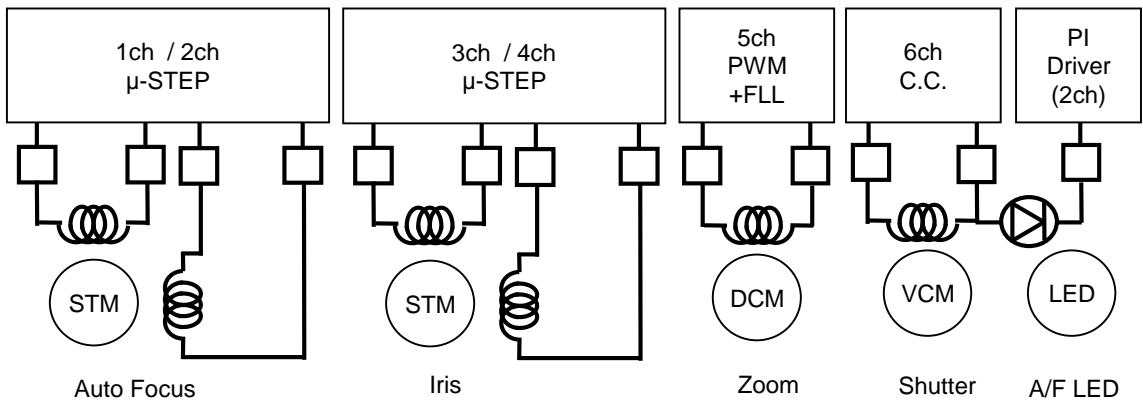 1ch / 2ch
μ-STEP
3ch / 4ch
μ-STEP
5ch
PWM
+FLL
6ch
C.C.
PI
Driver
(2ch)
STM
STM
DCM
VCM
LED
Auto Focus
Iris
Zoom
Shutter
A/F LED